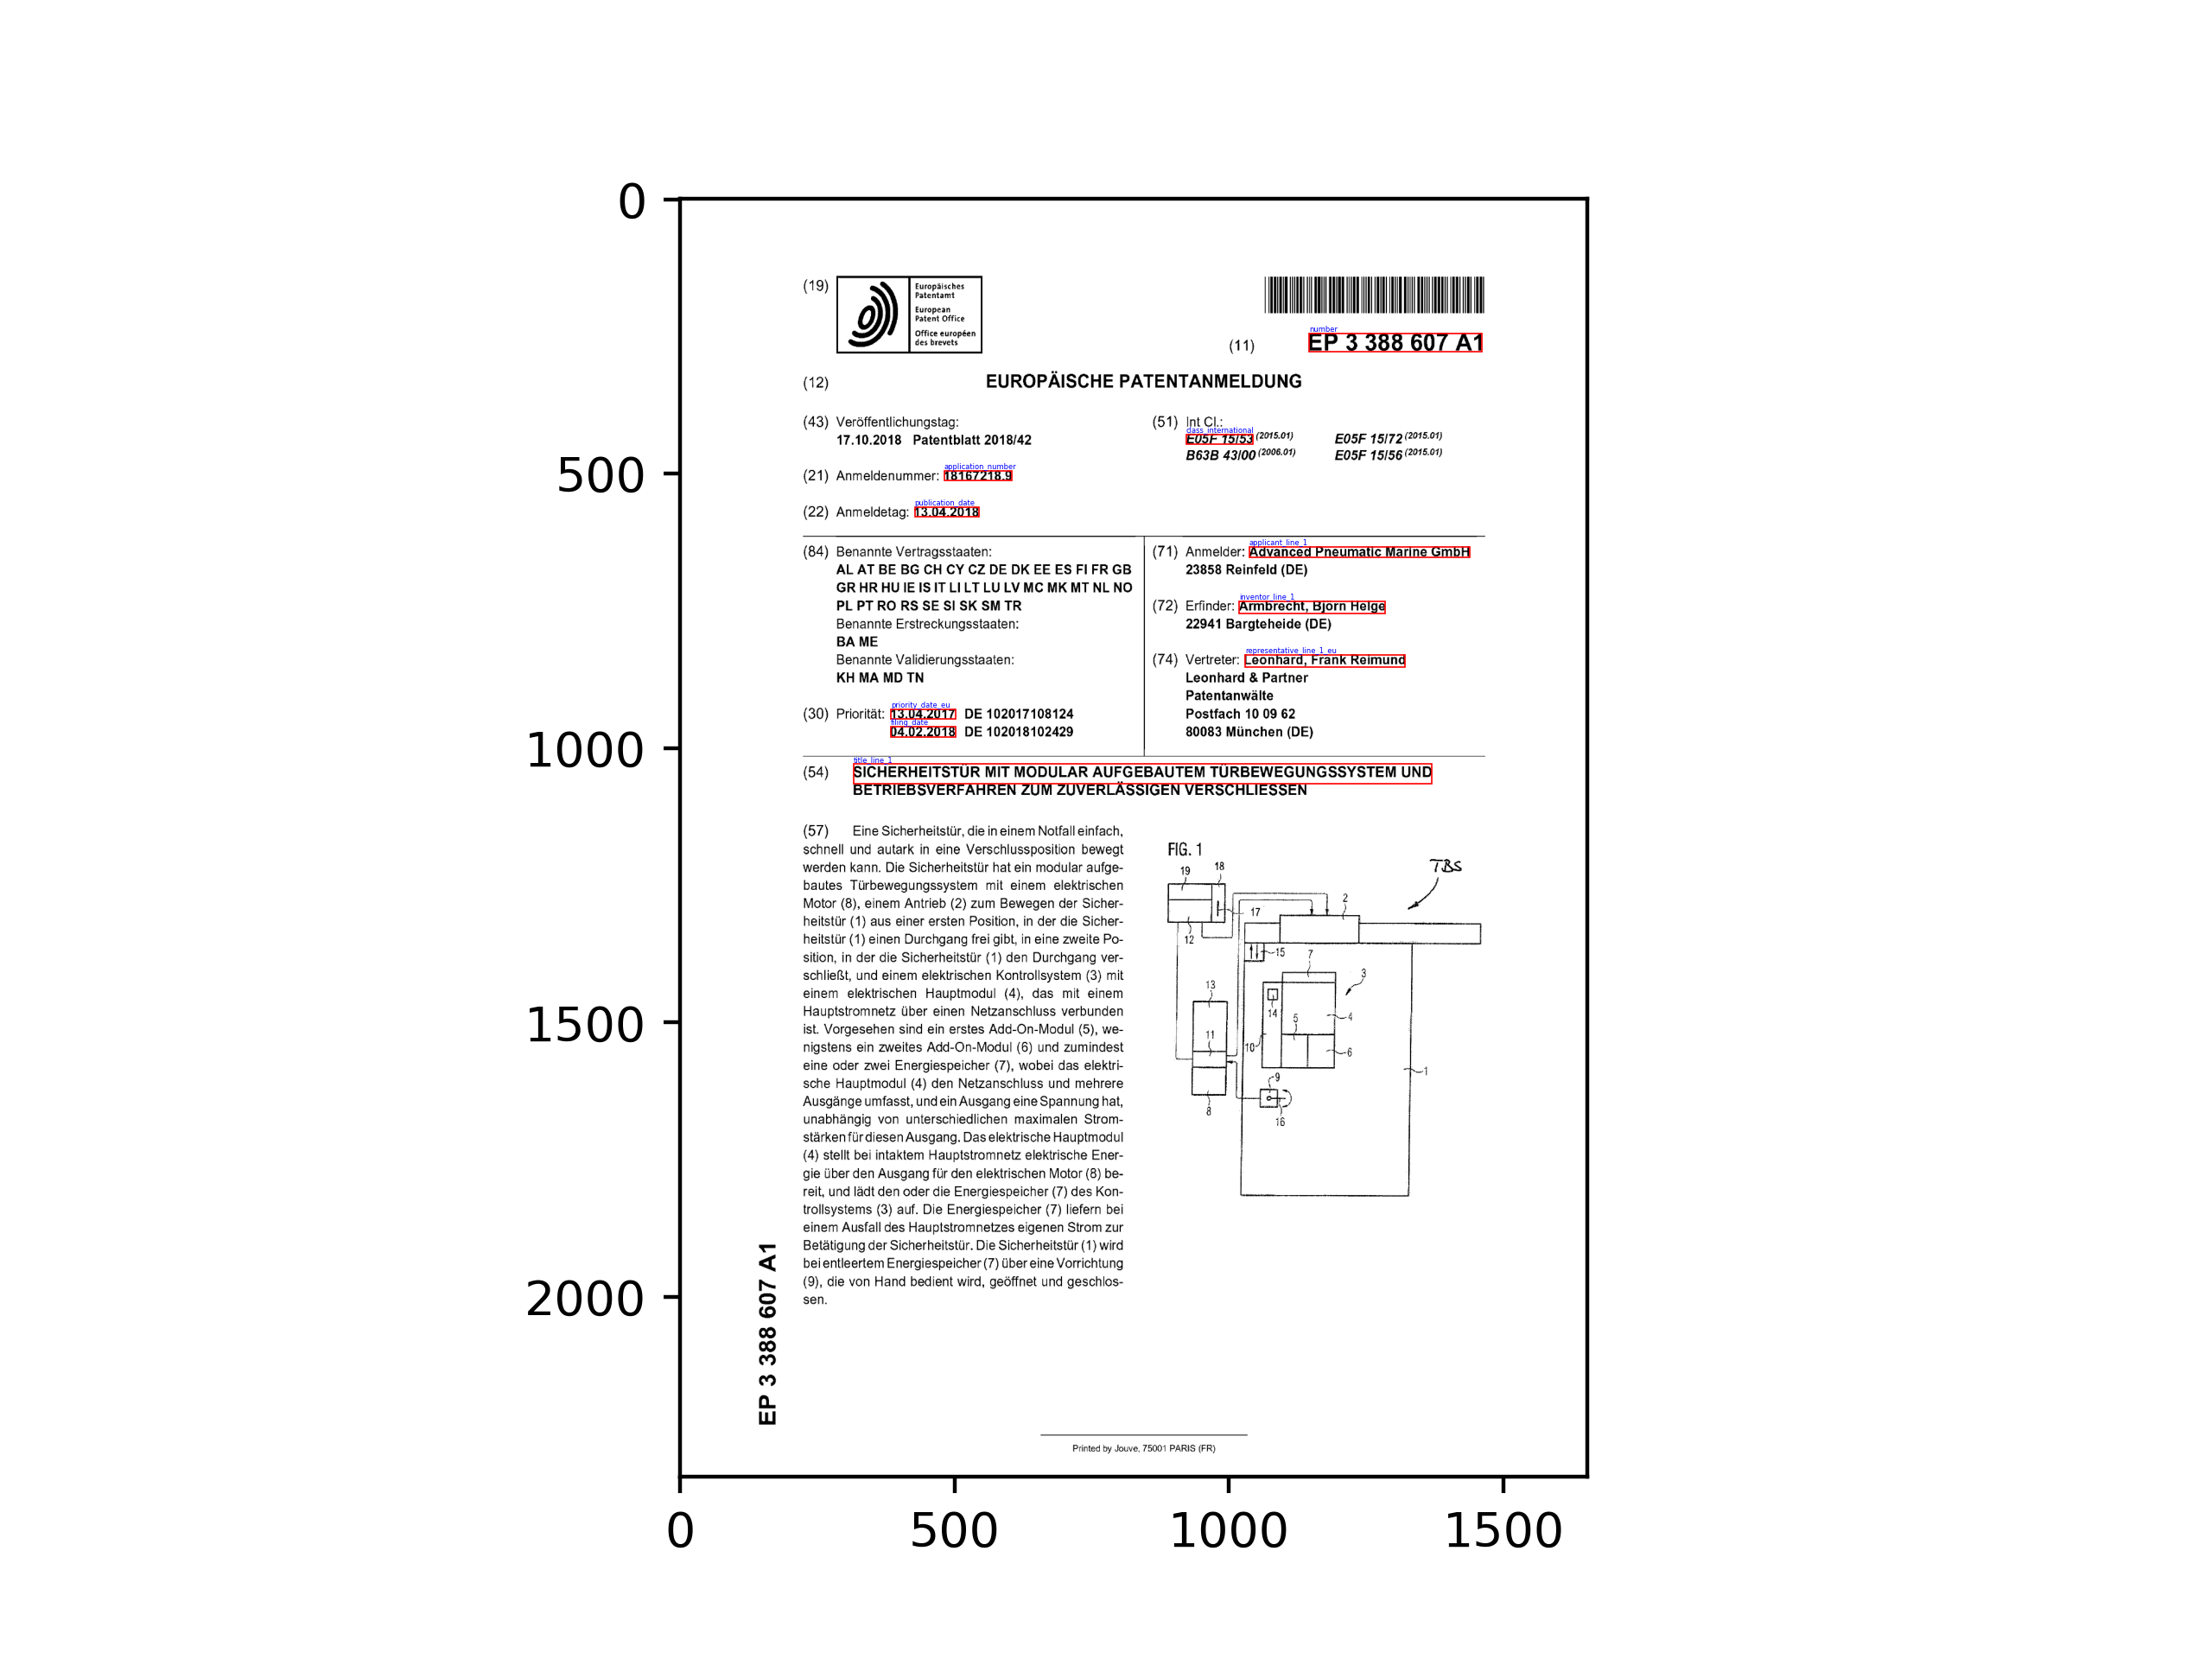 0
500
1000
1500
2000
0
500
1000
1500
(19)
Europäisches
Patentamt
European
Patent Office
Office européen
des brevets
number
(11)
EP 3 388 607 A1
(12)
EUROPÄISCHE PATENTANMELDUNG
(43) Veröffentlichungstag:
17.10.2018 Patentblatt 2018/42
application_number
(21) Anmeldenummer: 18167218.9
publication_date
(22) Anmeldetag: 13.04.2018
(51) Int Cl.:
class_international
E05F 15/53 (2015.01) E05F 15/72 (2015.01)
B63B 43/00 (2006.01) E05F 15/56 (2015.01)
(84) Benannte Vertragsstaaten:
AL AT BE BG CH CY CZ DE DK EE ES FI FR GB
GR HR HU IE IS IT LI LT LU LV MC MK MT NL NO
PL PT RO RS SE SI SK SM TR
Benannte Erstreckungsstaaten:
BA ME
Benannte Validierungsstaaten:
KH MA MD TN
priority_date_eu
(30) Priorität: 13.04.2017 DE 102017108124
filing_date
04.02.2018 DE 102018102429
applicant_line_1
(71) Anmelder: Advanced Pneumatic Marine GmbH
23858 Reinfeld (DE)
inventor_line_1
(72) Erfinder: Armbrecht, Björn Helge
22941 Bargteheide (DE)
representative_line_1_eu
(74) Vertreter: Leonhard, Frank Reimund
Leonhard & Partner
Patentanwälte
Postfach 10 09 62
80083 München (DE)
title_line_1
(54) SICHERHEITSTÜR MIT MODULAR AUFGEBAUTEM TÜRBEWEGUNGSSYSTEM UND
BETRIEBSVERFAHREN ZUM ZUVERLÄSSIGEN VERSCHLIESSEN
(57) Eine Sicherheitstür, die in einem Notfall einfach,
schnell und autark in eine Verschlussposition bewegt
werden kann. Die Sicherheitstür hat ein modular aufge-
bautes Türbewegungssystem mit einem elektrischen
Motor (8), einem Antrieb (2) zum Bewegen der Sicher-
heitstür (1) aus einer ersten Position, in der die Sicher-
heitstür (1) einen Durchgang frei gibt, in eine zweite Po-
sition, in der die Sicherheitstür (1) den Durchgang ver-
schließt, und einem elektrischen Kontrollsystem (3) mit
einem elektrischen Hauptmodul (4), das mit einem
Hauptstromnetz über einen Netzanschluss verbunden
ist. Vorgesehen sind ein erstes Add-On-Modul (5), we-
nigstens ein zweites Add-On-Modul (6) und zumindest
eine oder zwei Energiespeicher (7), wobei das elektri-
sche Hauptmodul (4) den Netzanschluss und mehrere
Ausgänge umfasst, und ein Ausgang eine Spannung hat,
unabhängig von unterschiedlichen maximalen Strom-
stärken für diesen Ausgang. Das elektrische Hauptmodul
(4) stellt bei intaktem Hauptstromnetz elektrische Ener-
gie über den Ausgang für den elektrischen Motor (8) be-
reit, und lädt den oder die Energiespeicher (7) des Kon-
trollsystems (3) auf. Die Energiespeicher (7) liefern bei
einem Ausfall des Hauptstromnetzes eigenen Strom zur
Betätigung der Sicherheitstür. Die Sicherheitstür (1) wird
bei entleertem Energiespeicher (7) über eine Vorrichtung
(9), die von Hand bedient wird, geöffnet und geschlos-
sen.
FIG. 1
TBS
19
18
2
17
12
15
7
3
13
14
5
4
11
10
6
9
1
8
16
EP 3 388 607 A1
Printed by Jouve, 75001 PARIS (FR)